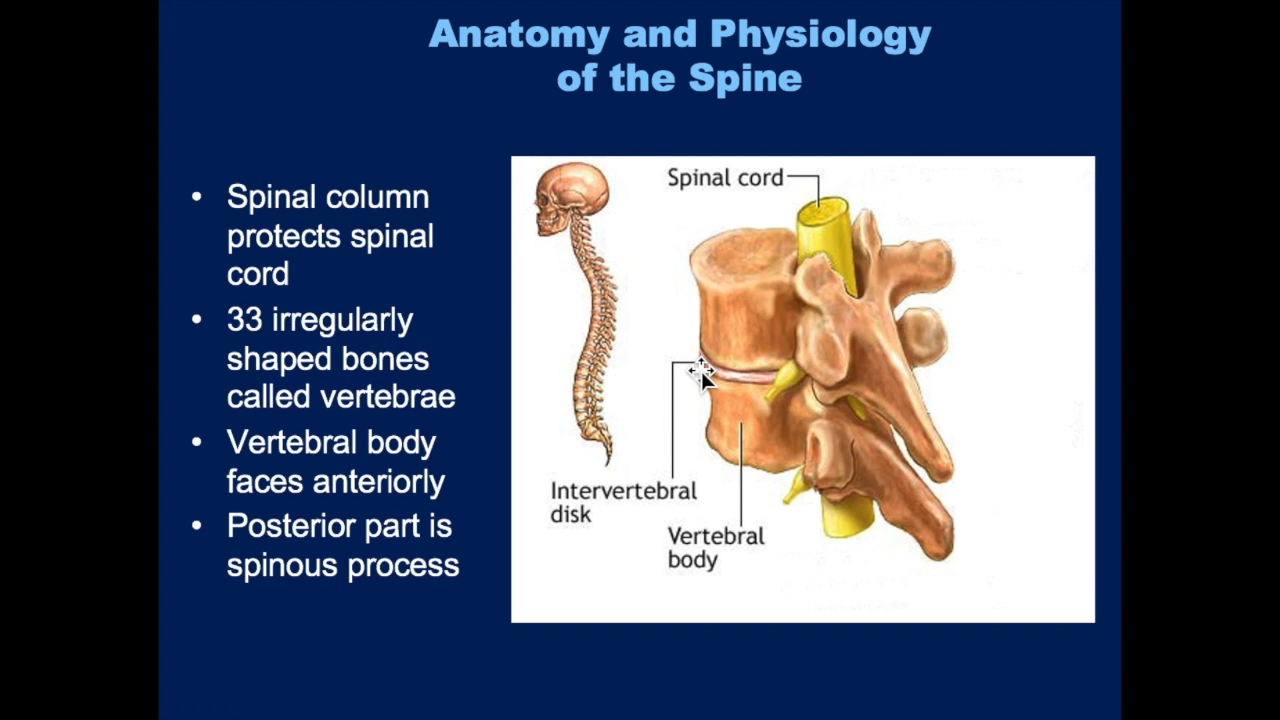 Anatomy and Physiology
of the Spine
• Spinal column
protects spinal
cord
• 33 irregularly
shaped bones
called vertebrae
• Vertebral body
faces anteriorly
• Posterior part is
spinous process
Spinal cord
Intervertebral
disk
Vertebral
body